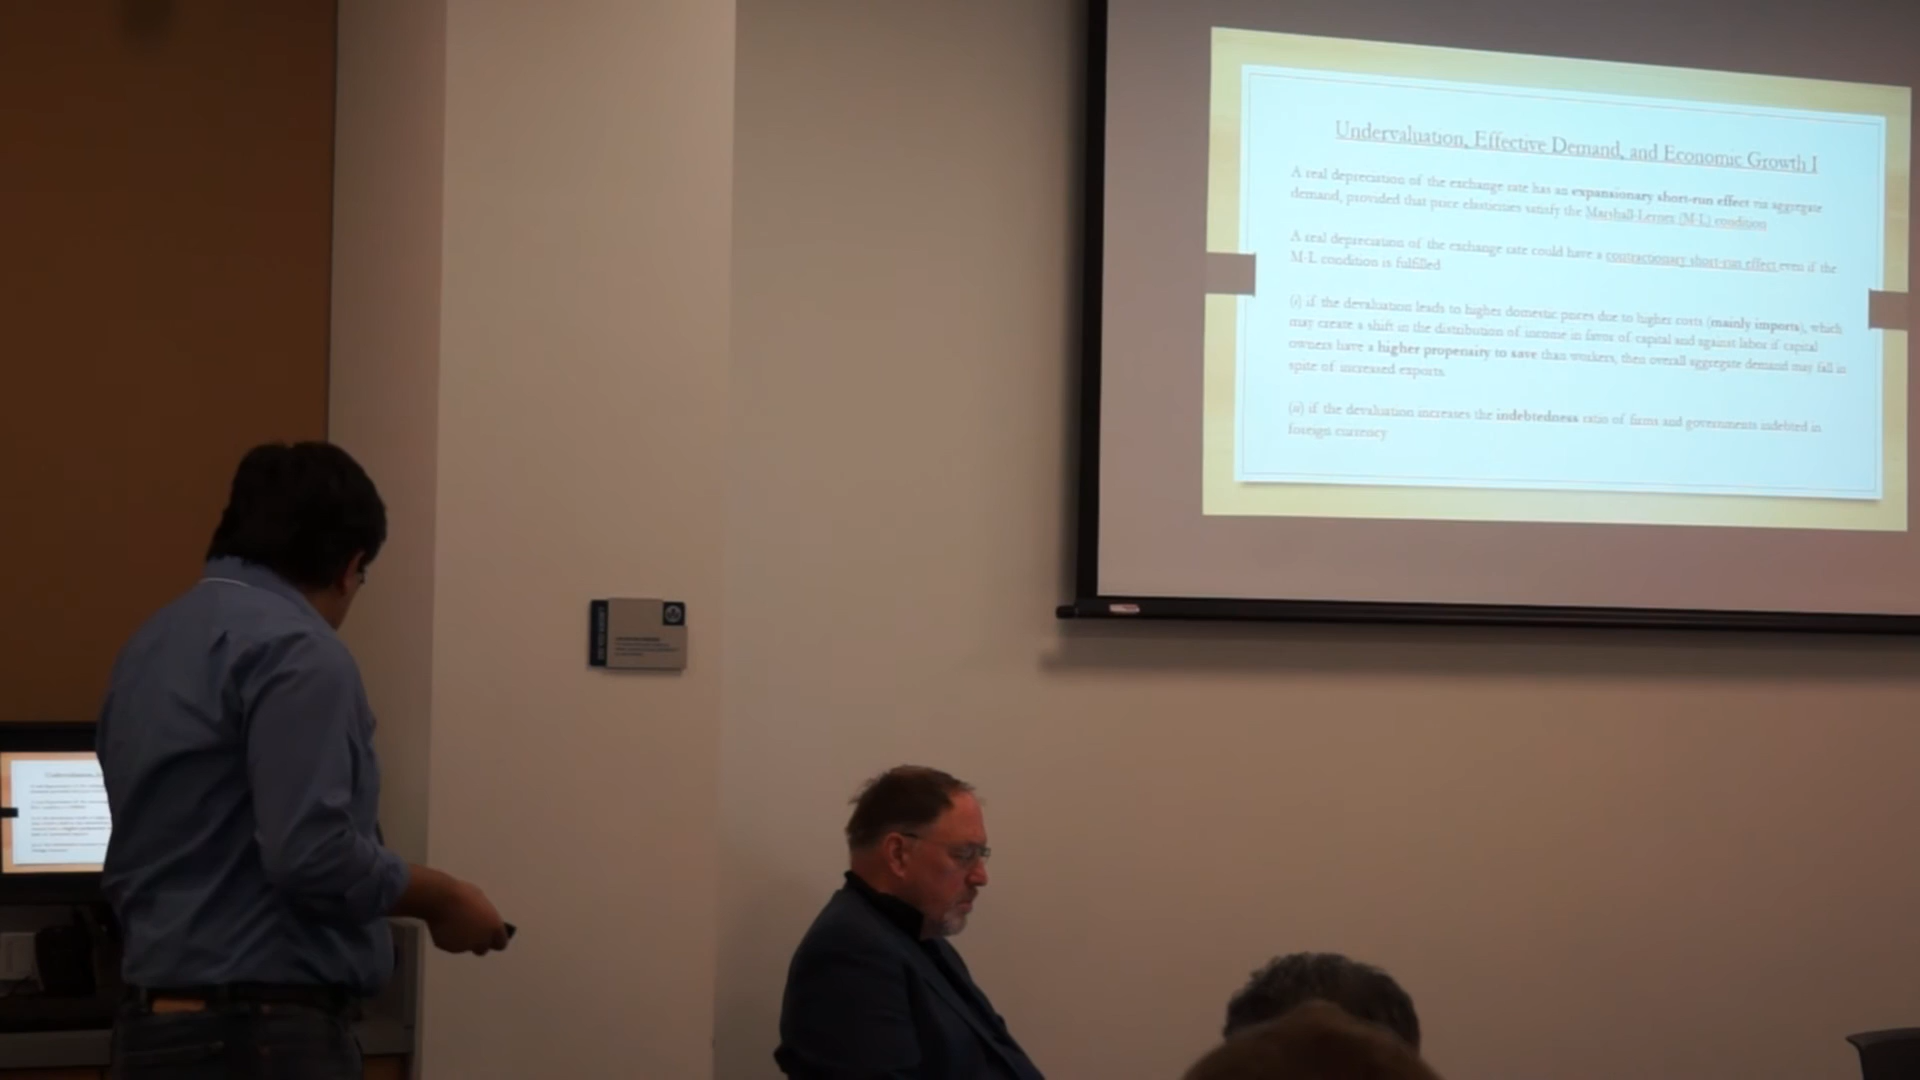 Undervaluation, Effective Demand, and Economic Growth I
A real depreciation of the exchange rate has an expansionary short-run effect via aggregate
demand, provided that price elasticities satisfy the Marshall-Lerner (M-L) condition
A real depreciation of the exchange rate could have a contractionary short-run effect even if the
M-L condition is fulfilled
(i) if the devaluation leads to higher domestic prices due to higher costs (mainly imports), which
may create a shift in the distribution of income in favor of capital and against labor if capital
owners have a higher propensity to save than workers, then overall aggregate demand may fall in
spite of increased exports.
(ii) if the devaluation increases the indebtedness ratio of firms and governments indebted in
foreign currency